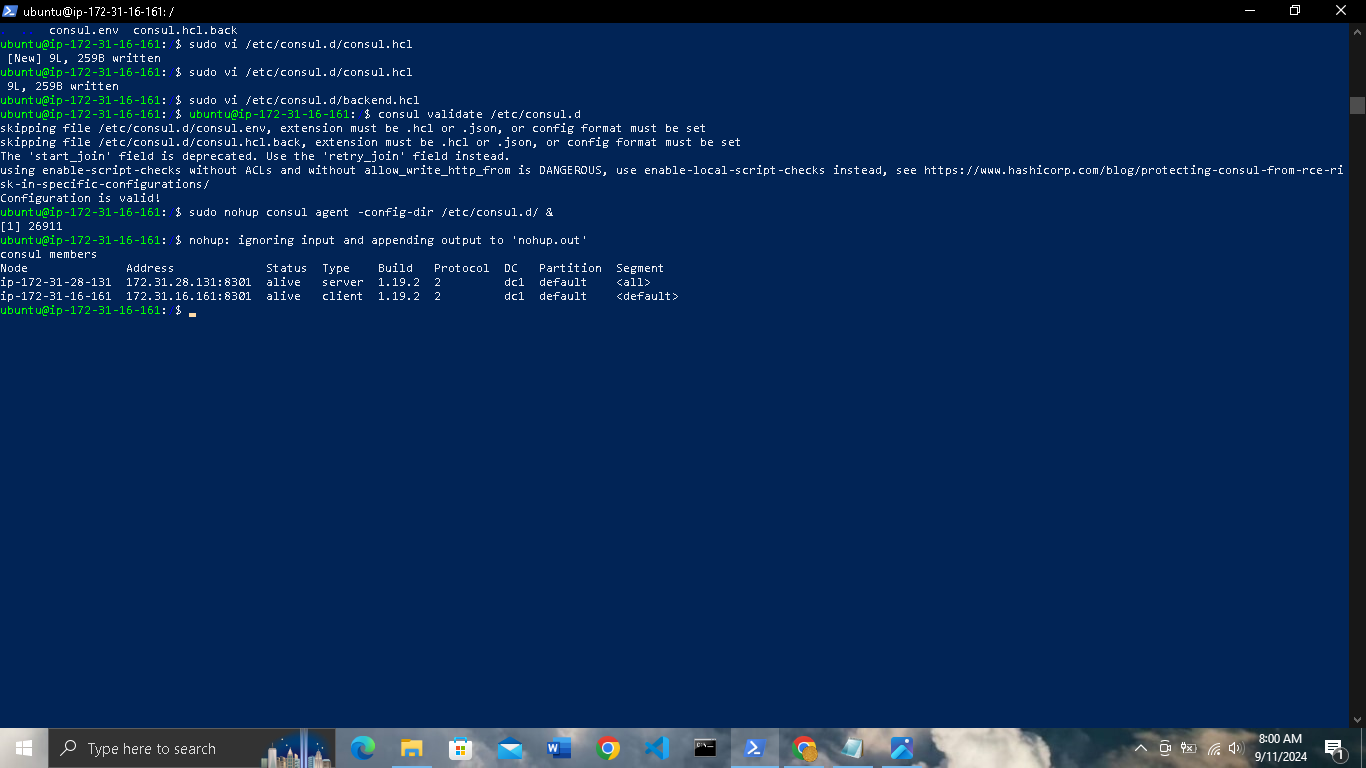 ubuntu@ip-172-31-16-161: /
consul.env  consul.hcl.back
ubuntu@ip-172-31-16-161: $ sudo vi /etc/consul.d/consul.hcl
[New] 9L, 259B written
ubuntu@ip-172-31-16-161: $ sudo vi /etc/consul.d/consul.hcl
9L, 259B written
ubuntu@ip-172-31-16-161: $ sudo vi /etc/consul.d/backend.hcl
ubuntu@ip-172-31-16-161: $ ubuntu@ip-172-31-16-161: $ consul validate /etc/consul.d
skipping file /etc/consul.d/consul.env, extension must be .hcl or .json, or config format must be set
skipping file /etc/consul.d/consul.hcl.back, extension must be .hcl or .json, or config format must be set
The 'start_join' field is deprecated. Use the 'retry_join' field instead.
using enable-script-checks without ACLs and without allow_write_http_from is DANGEROUS, use enable-local-script-checks instead, see https://www.hashicorp.com/blog/protecting-consul-from-rce-ri
sk-in-specific-configurations/
Configuration is valid!
ubuntu@ip-172-31-16-161: $ sudo nohup consul agent -config-dir /etc/consul.d/ &
[1] 26911
ubuntu@ip-172-31-16-161: $ nohup: ignoring input and appending output to 'nohup.out'
consul members
Node              Address             Status  Type    Build   Protocol  DC   Partition  Segment
ip-172-31-28-131  172.31.28.131:8301  alive   server  1.19.2  2         dc1  default    <all>
ip-172-31-16-161  172.31.16.161:8301  alive   client  1.19.2  2         dc1  default    <default>
ubuntu@ip-172-31-16-161: $
Type here to search
8:00 AM
9/11/2024
1